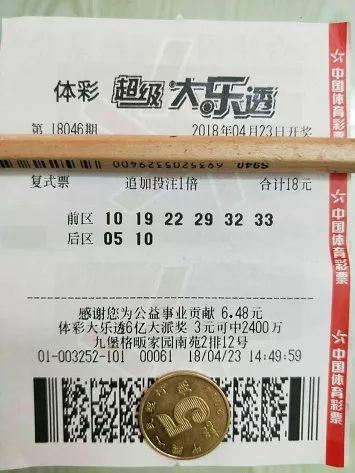 体彩 超级大乐透
第 18046期 2018年04月23日开奖
复式票 追加投注1倍 合计18元
前区 10 19 22 29 32 33
后区 05 10
感谢您为公益事业贡献 6.48元
体彩大乐透6亿大派奖 3元可中2400万
九堡格畈家园南苑2排12号
01-003252-101 00061 18/04/23 14:49:59
中国体育彩票
中国体育彩票
5